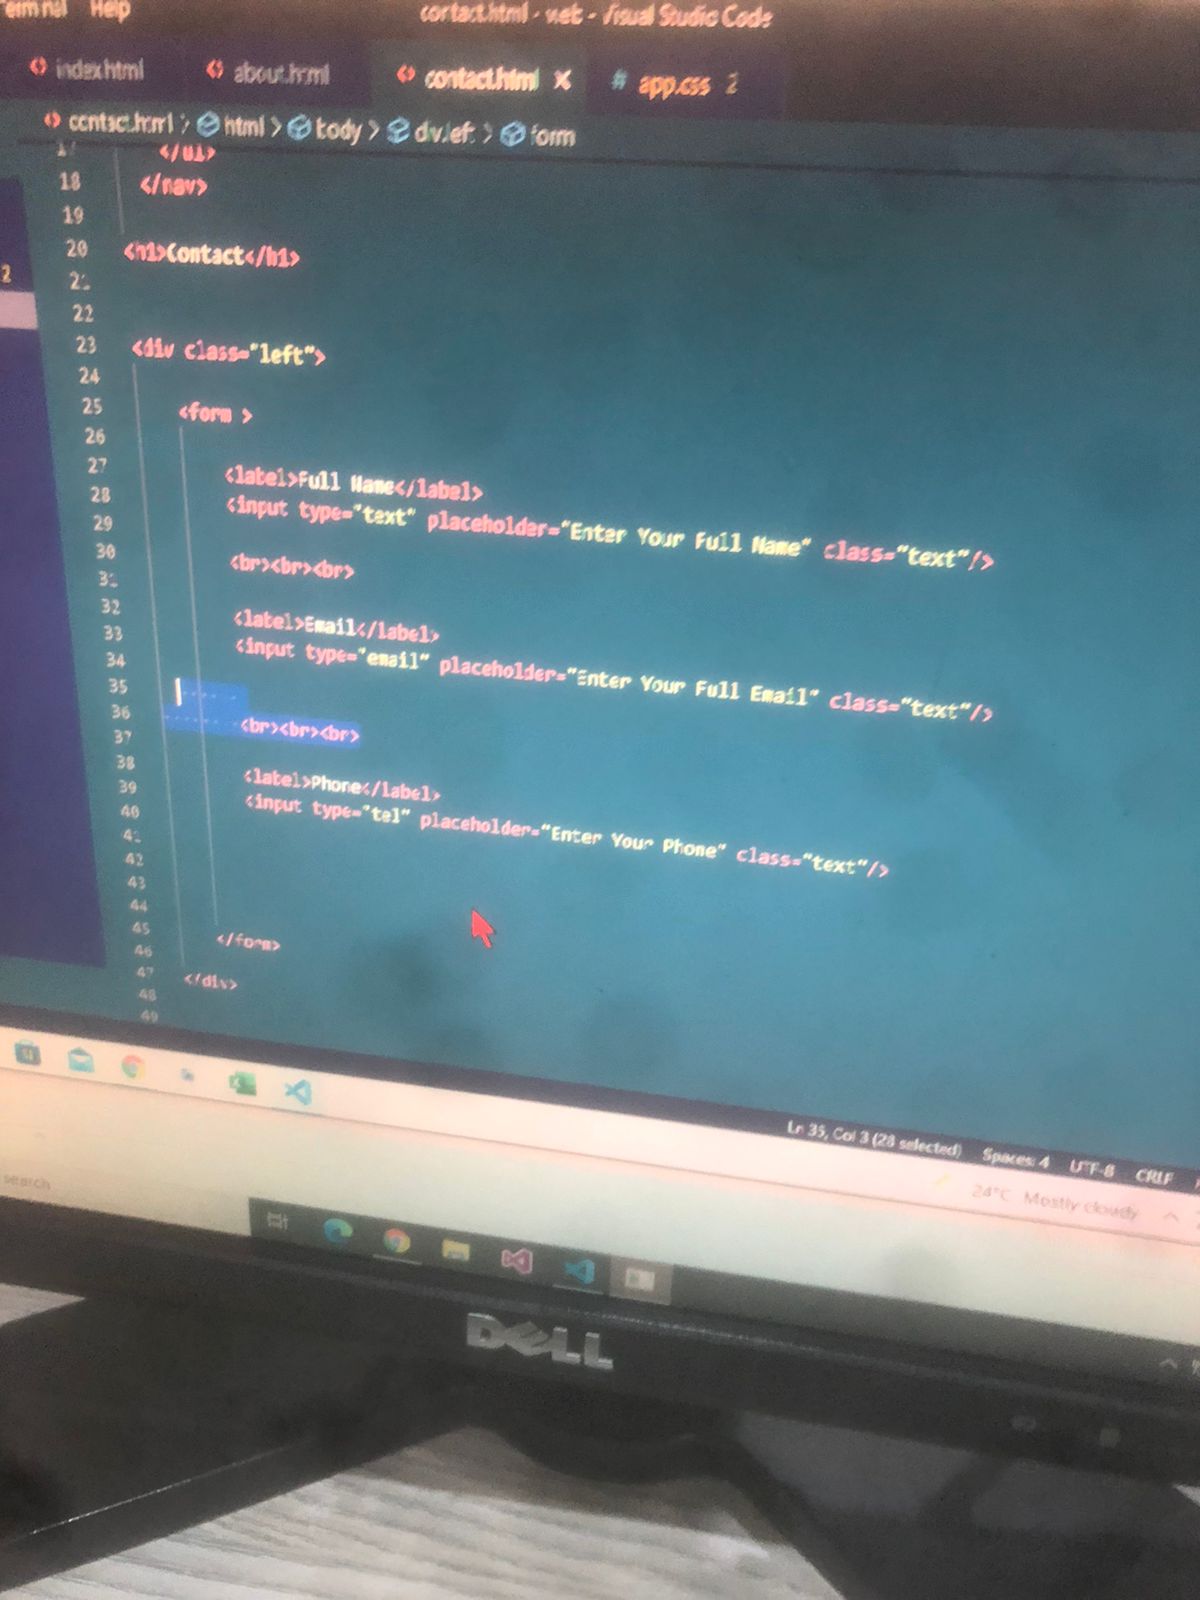 Terminal Help
contact.html - web - Visual Studio Code
index.html about.html contact.html app.css 2
contact.html > html > body > div.left > form
17 </ul>
18 </nav>
19
20 <h1>Contact</h1>
21
22
23 <div class="left">
24
25 <form >
26
27 <label>Full Name</label>
28 <input type="text" placeholder="Enter Your Full Name" class="text"/>
29
30 <br><br><br>
31
32 <label>Email</label>
33 <input type="email" placeholder="Enter Your Full Email" class="text"/>
34
35
36 <br><br><br>
37
38 <label>Phone</label>
39 <input type="tel" placeholder="Enter Your Phone" class="text"/>
40
41
42
43
44
45 </form>
46
47 </div>
48
49
2
Ln 35, Col 3 (28 selected) Spaces: 4 UTF-8 CRLF
24°C Mostly cloudy
search
DELL